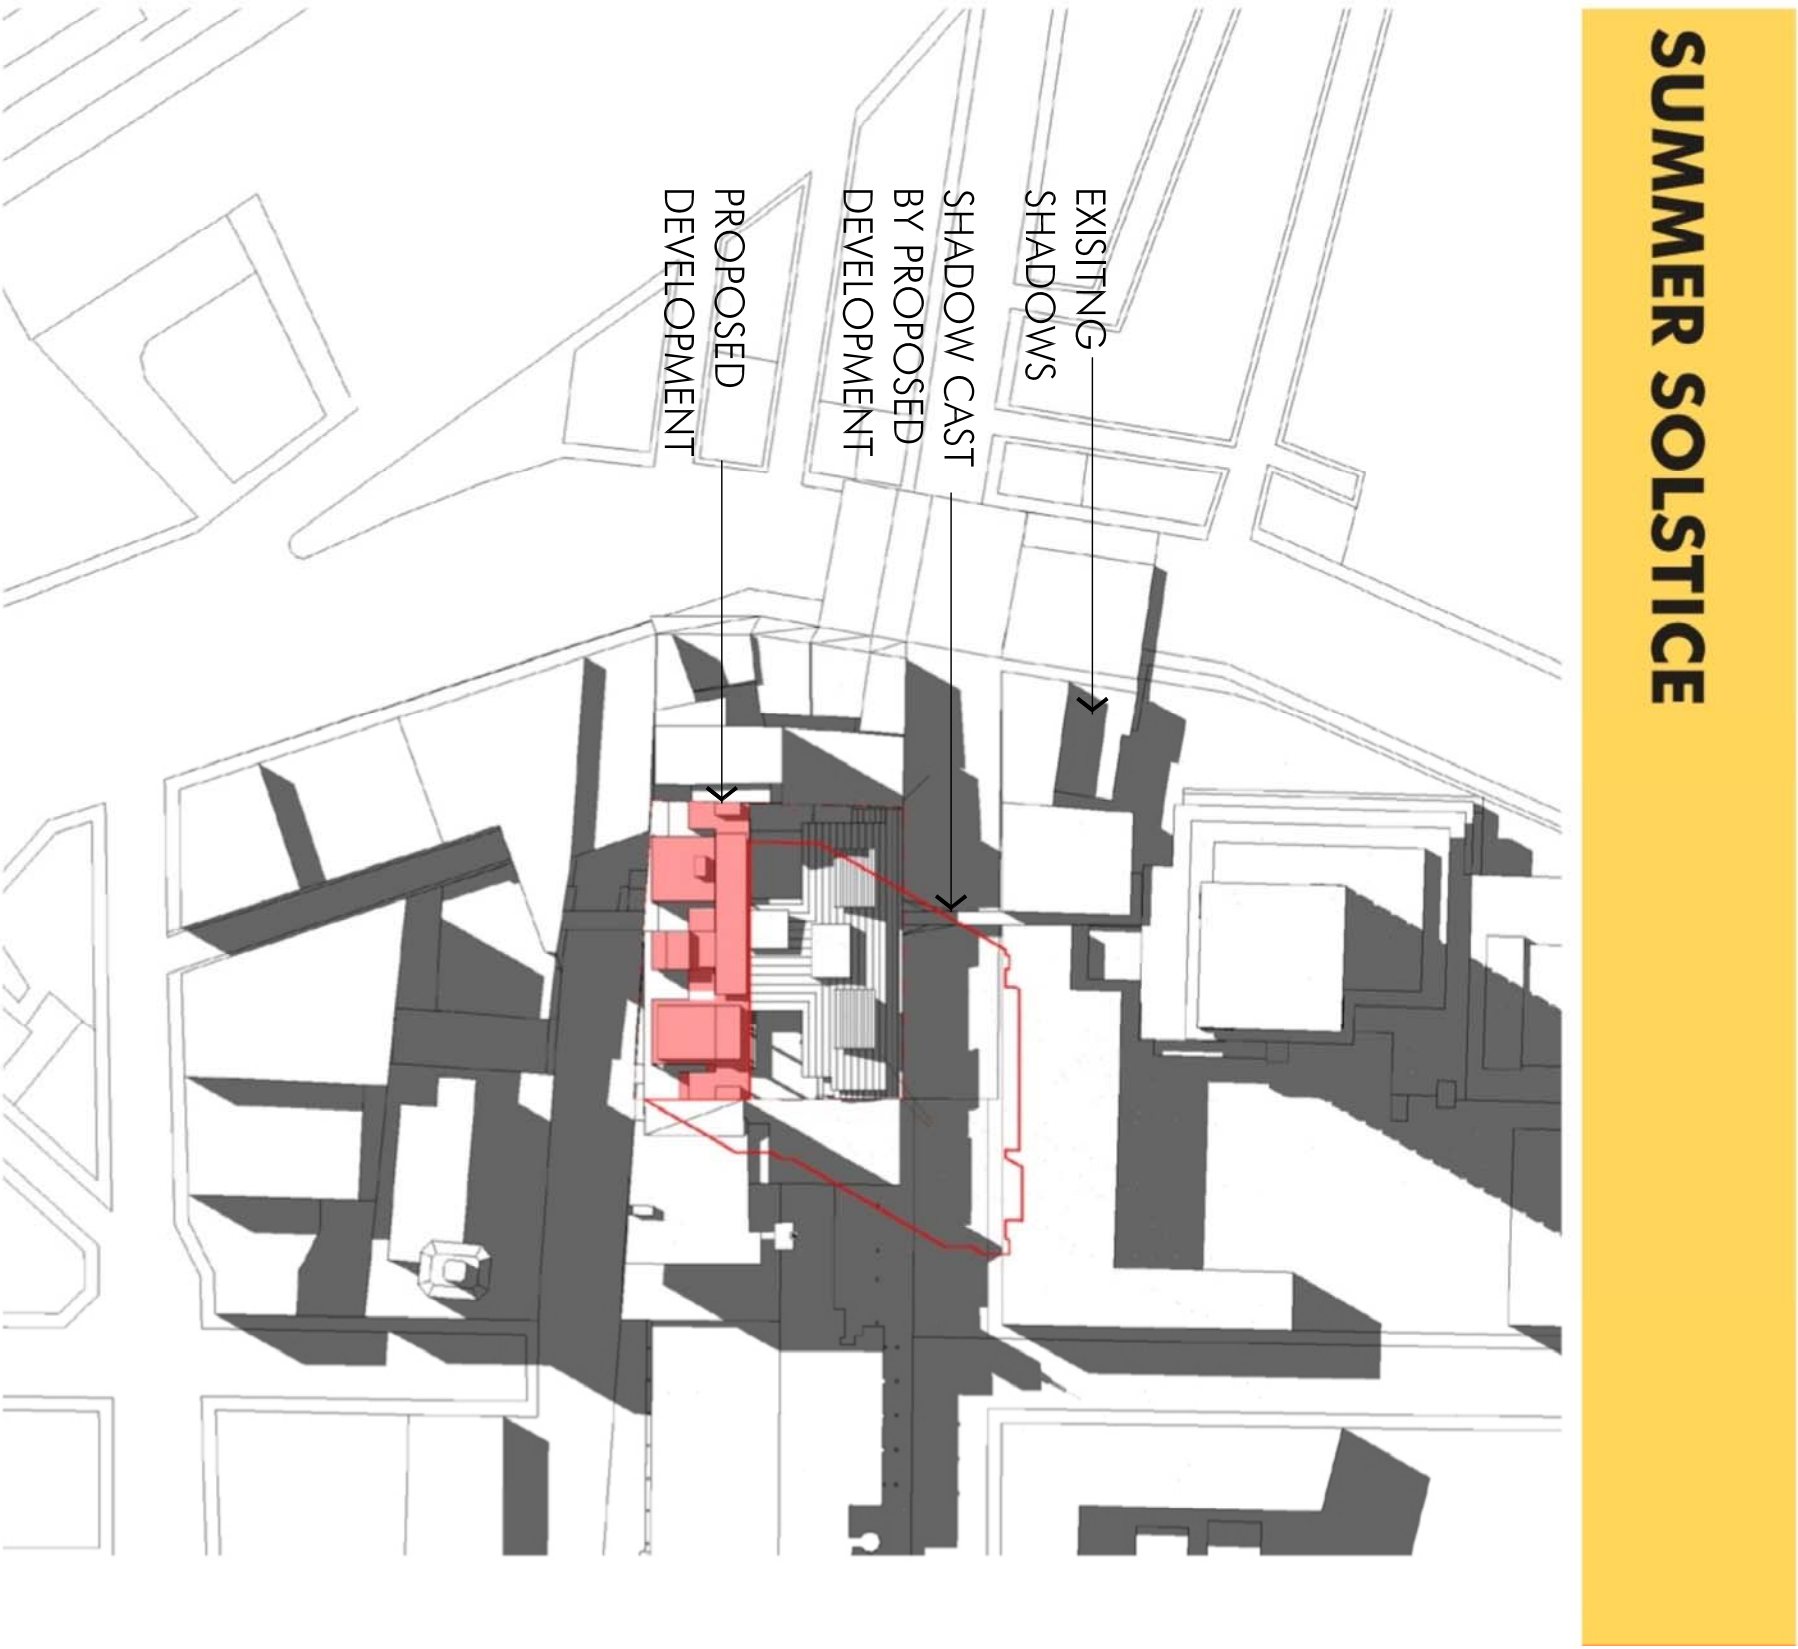 SUMMER SOLSTICE
EXISITNG
SHADOWS
SHADOW CAST
BY PROPOSED
DEVELOPMENT
PROPOSED
DEVELOPMENT